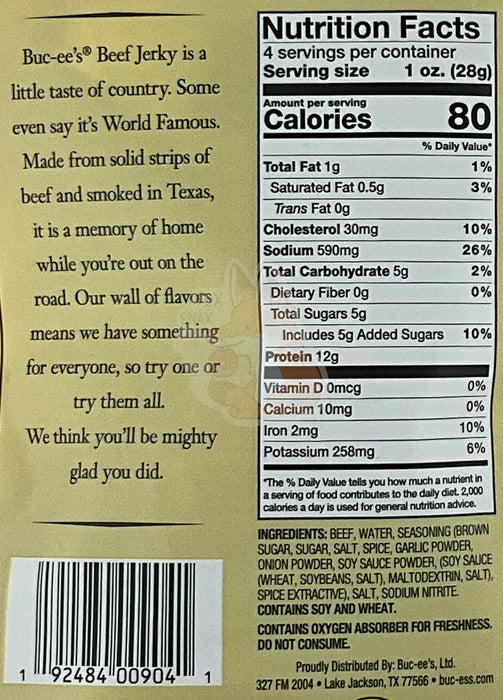 Buc-ee's® Beef Jerky is a
little taste of country. Some
even say it's World Famous.
Made from solid strips of
beef and smoked in Texas,
it is a memory of home
while you're out on the
road. Our wall of flavors
means we have something
for everyone, so try one or
try them all.
We think you'll be mighty
glad you did.
1 92484 00904 1
Nutrition Facts
4 servings per container
Serving size 1 oz. (28g)
Amount per serving
Calories 80
% Daily Value*
Total Fat 1g 1%
Saturated Fat 0.5g 3%
Trans Fat 0g
Cholesterol 30mg 10%
Sodium 590mg 26%
Total Carbohydrate 5g 2%
Dietary Fiber 0g 0%
Total Sugars 5g
Includes 5g Added Sugars 10%
Protein 12g
Vitamin D 0mcg 0%
Calcium 10mg 0%
Iron 2mg 10%
Potassium 258mg 6%
*The % Daily Value tells you how much a nutrient in
a serving of food contributes to the daily diet. 2,000
calories a day is used for general nutrition advice.
INGREDIENTS: BEEF, WATER, SEASONING (BROWN
SUGAR, SUGAR, SALT, SPICE, GARLIC POWDER,
ONION POWDER, SOY SAUCE POWDER, (SOY SAUCE
(WHEAT, SOYBEANS, SALT), MALTODEXTRIN, SALT),
SPICE EXTRACTIVE), SALT, SODIUM NITRITE.
CONTAINS SOY AND WHEAT.
CONTAINS OXYGEN ABSORBER FOR FRESHNESS.
DO NOT CONSUME.
Proudly Distributed By: Buc-ee's, Ltd.
327 FM 2004 • Lake Jackson, TX 77566 • buc-ess.com